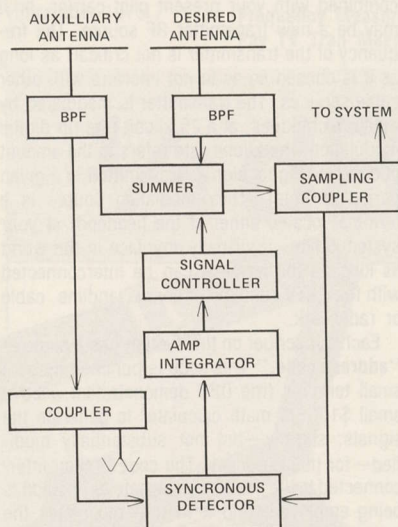 AUXILLIARY
ANTENNA
DESIRED
ANTENNA
BPF
BPF
TO SYSTEM
SUMMER
SAMPLING
COUPLER
SIGNAL
CONTROLLER
AMP
INTEGRATOR
COUPLER
SYNCRONOUS
DETECTOR